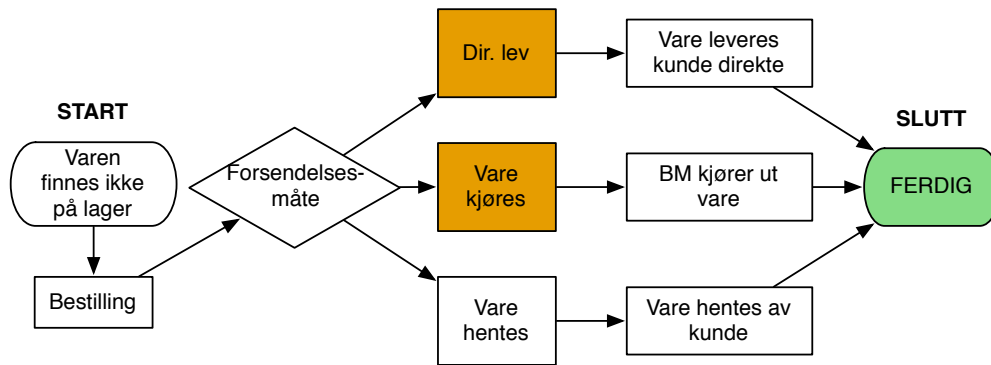 START
Varen
finnes ikke
på lager
Bestilling
Forsendelses-
måte
Dir. lev
Vare leveres
kunde direkte
Vare
kjøres
BM kjører ut
vare
Vare
hentes
Vare hentes av
kunde
SLUTT
FERDIG